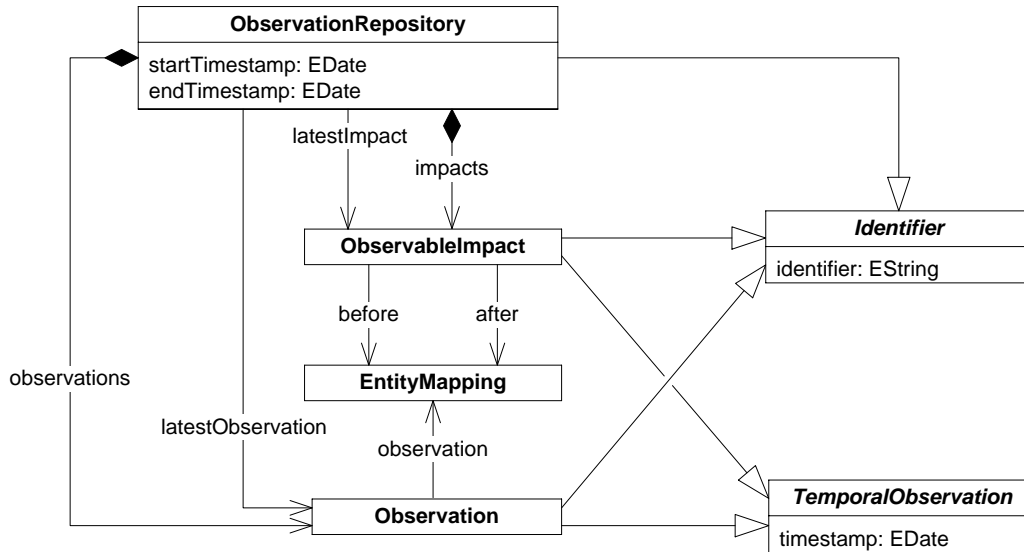 ObservationRepository
startTimestamp: EDate
endTimestamp: EDate
latestImpact
impacts
Identifier
identifier: EString
ObservableImpact
before
after
EntityMapping
observations
latestObservation
observation
TemporalObservation
timestamp: EDate
Observation